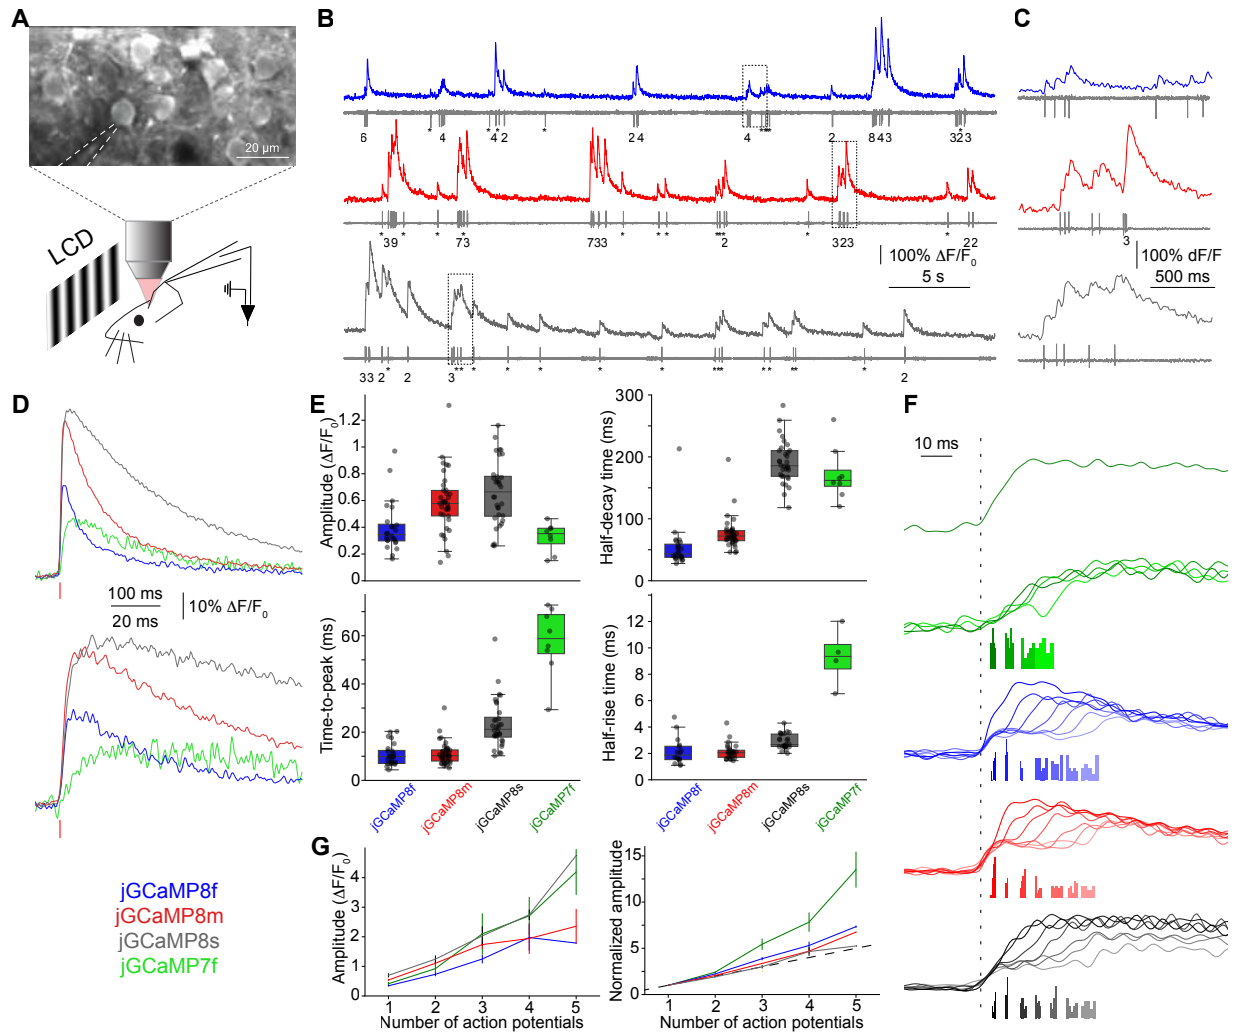 A
20 µm
LCD
B
6
*
4
*
4
*
2
*
2 4
4
***
2
8 4 3
3 2 3
*
*
3 9
*
*
7 3
7 3 3
*
*
*
***
2
*
3 2 3
*
2 2
100% ΔF/F0
5 s
3 3
2
*
2
3
**
*
*
*
*
*
***
**
**
*
2
C
3
100% dF/F
500 ms
D
100 ms
20 ms
10% ΔF/F0
jGCaMP8f
jGCaMP8m
jGCaMP8s
jGCaMP7f
E
Amplitude (ΔF/F0)
1.2
1
0.8
0.6
0.4
0.2
0
Half-decay time (ms)
300
200
100
0
Time-to-peak (ms)
60
40
20
0
jGCaMP8f
jGCaMP8m
jGCaMP8s
jGCaMP7f
Half-rise time (ms)
12
10
8
6
4
2
0
jGCaMP8f
jGCaMP8m
jGCaMP8s
jGCaMP7f
F
10 ms
G
Amplitude (ΔF/F0)
4
3
2
1
0
1 2 3 4 5
Number of action potentials
Normalized amplitude
15
10
5
0
1 2 3 4 5
Number of action potentials